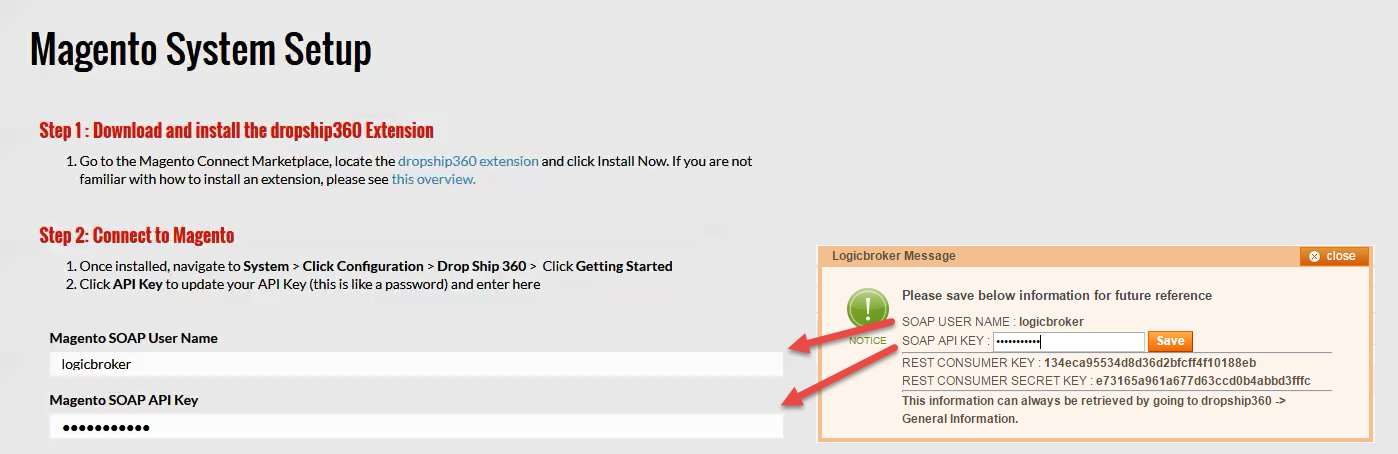 Magento System Setup
Step 1 : Download and install the dropship360 Extension
1. Go to the Magento Connect Marketplace, locate the dropship360 extension and click Install Now. If you are not
familiar with how to install an extension, please see this overview.
Step 2: Connect to Magento
1. Once installed, navigate to System > Click Configuration > Drop Ship 360 > Click Getting Started
2. Click API Key to update your API Key (this is like a password) and enter here
Magento SOAP User Name
logicbroker
Magento SOAP API Key
•••••••••••
Logicbroker Message
close
NOTICE
Please save below information for future reference
SOAP USER NAME : logicbroker
SOAP API KEY : ••••••••••• Save
REST CONSUMER KEY : 134eca95534d8d36d2bfcff4f10188eb
REST CONSUMER SECRET KEY : e73165a961a677d63ccd0b4abbd3fffc
This information can always be retrieved by going to dropship360 ->
General Information.